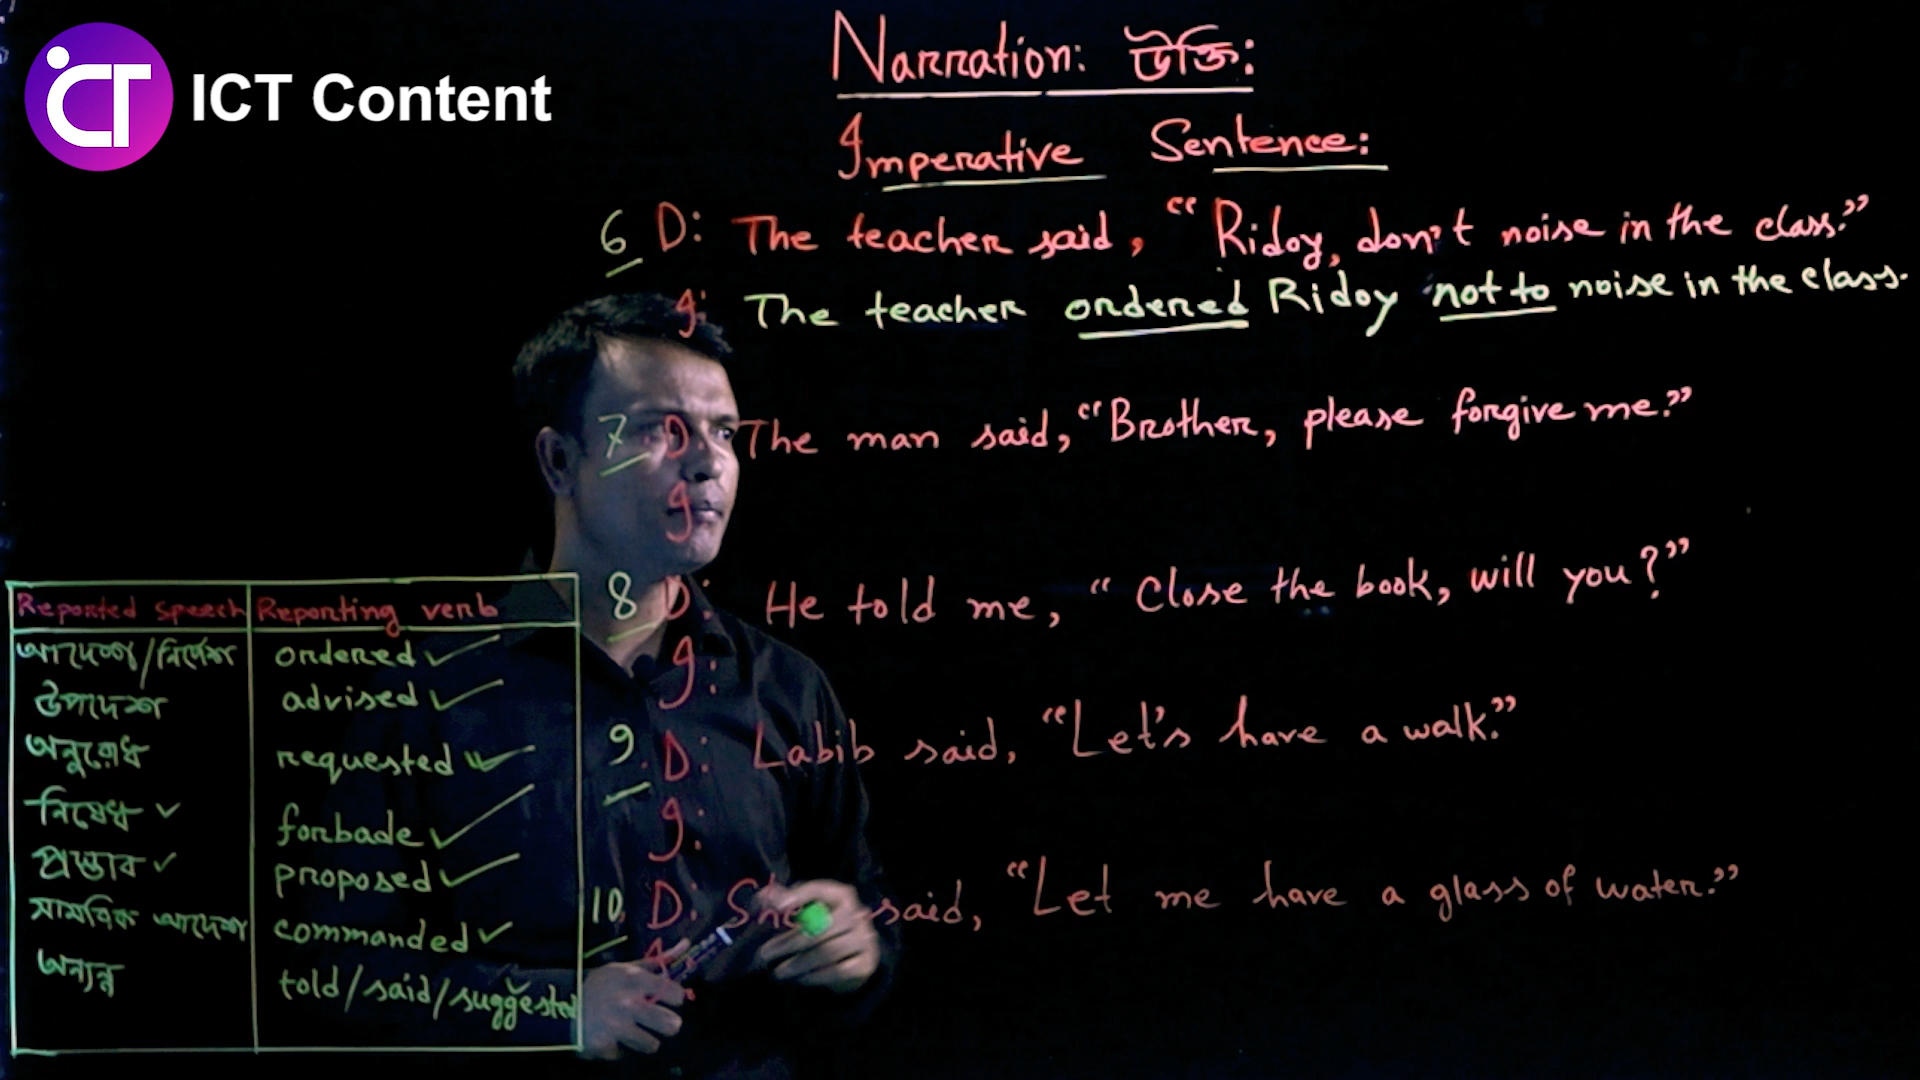 ICT Content
Narration: উক্তি:
Imperative Sentence:
6 D: The teacher said, “Ridoy, don't noise in the class.”
I: The teacher ordered Ridoy not to noise in the class.
7 D: The man said, “Brother, please forgive me.”
I
8 D: He told me, “Close the book, will you?”
I:
9 D: Labib said, “Let's have a walk.”
I:
10 D: She said, “Let me have a glass of water.”
Reported speech Reporting verb
আদেশ/নির্দেশ ordered ✓
উপদেশ advised ✓
অনুরোধ requested ✓
নিষেধ ✓ forbade ✓
প্রস্তাব ✓ proposed ✓
সামরিক আদেশ commanded ✓
অন্যান্য told/said/suggested